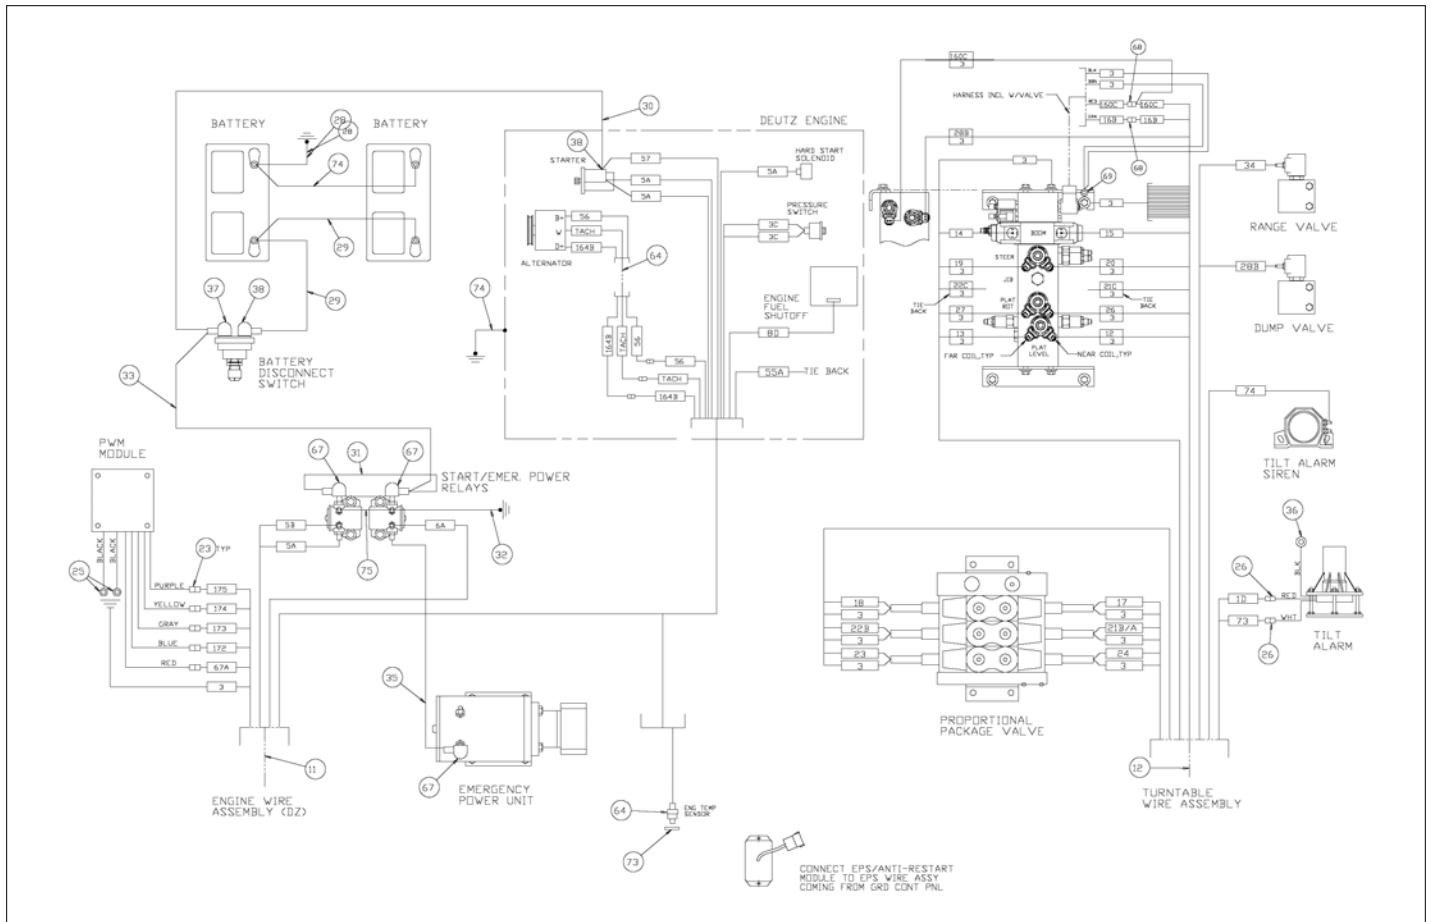 160C
3
68
BLK
3
BRN
3
HARNESS INCL W/VALVE
RED
160C
160C
ORN
16B
16B
68
30
28
28
BATTERY
BATTERY
DEUTZ ENGINE
28B
3
38
STARTER
57
5A
5A
HARD START
SOLENOID
5A
3
34
74
69
3
RANGE VALVE
56
B+
TACH
W
164B
D+
ALTERNATOR
PRESSURE
SWITCH
3C
3C
14
BOOM
15
29
64
STEER
19
3
20
3
28B
37
38
29
74
ENGINE
FUEL
SHUTOFF
JIB
22C
3
21C
3
TIE
BACK
PLAT
ROT
TIE
BACK
27
3
26
3
DUMP VALVE
8D
13
3
12
3
FAR COIL,TYP
PLAT
LEVEL
NEAR COIL,TYP
164B
TACH
56
BATTERY
DISCONNECT
SWITCH
56
55A
TIE BACK
TACH
164B
33
74
PWM
MODULE
67
31
67
START/EMER. POWER
RELAYS
TILT ALARM
SIREN
5B
6A
5A
32
75
36
BLACK
BLACK
23
TYP
25
PURPLE
175
YELLOW
174
GRAY
173
BLUE
172
RED
67A
3
BLK
26
1D
RED
73
WHT
26
TILT
ALARM
18
3
22B
3
23
3
17
3
21B/A
3
24
3
35
PROPORTIONAL
PACKAGE VALVE
11
12
67
EMERGENCY
POWER UNIT
ENGINE WIRE
ASSEMBLY (DZ)
TURNTABLE
WIRE ASSEMBLY
64
ENG TEMP
SENSOR
73
CONNECT EPS/ANTI-RESTART
MODULE TO EPS WIRE ASSY
COMING FROM GRD CONT PNL